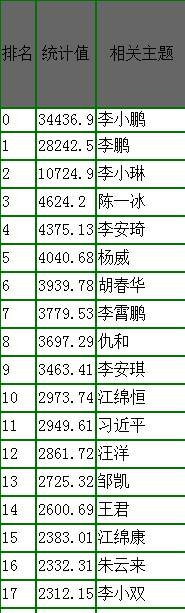 排名 统计值 相关主题
0 34436.9 李小鹏
1 28242.5 李鹏
2 10724.9 李小琳
3 4624.2 陈一冰
4 4375.13 李安琦
5 4040.68 杨威
6 3939.78 胡春华
7 3779.53 李霄鹏
8 3697.29 仇和
9 3463.41 李安琪
10 2973.74 江绵恒
11 2949.61 习近平
12 2861.72 汪洋
13 2725.32 邹凯
14 2600.69 王君
15 2383.01 江绵康
16 2332.31 朱云来
17 2312.15 李小双